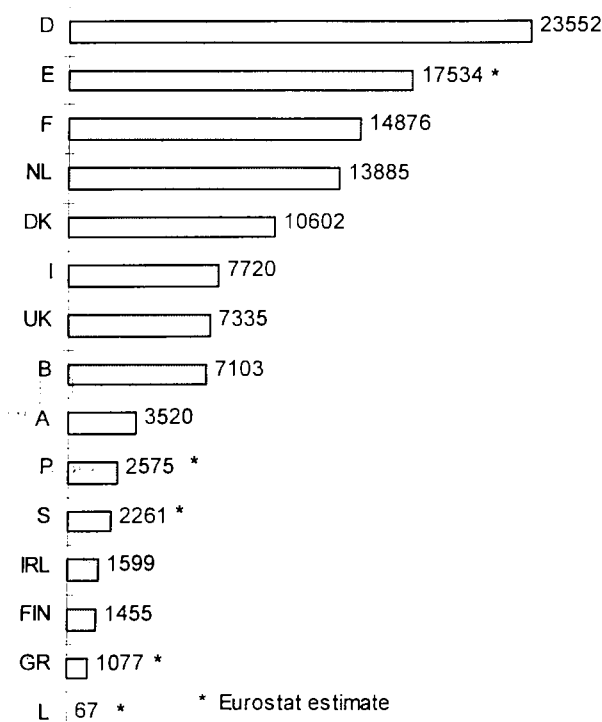 D 23552
E 17534 *
F 14876
NL 13885
DK 10602
I 7720
UK 7335
B 7103
A 3520
P 2575 *
S 2261 *
IRL 1599
FIN 1455
GR 1077 *
L 67 * * Eurostat estimate